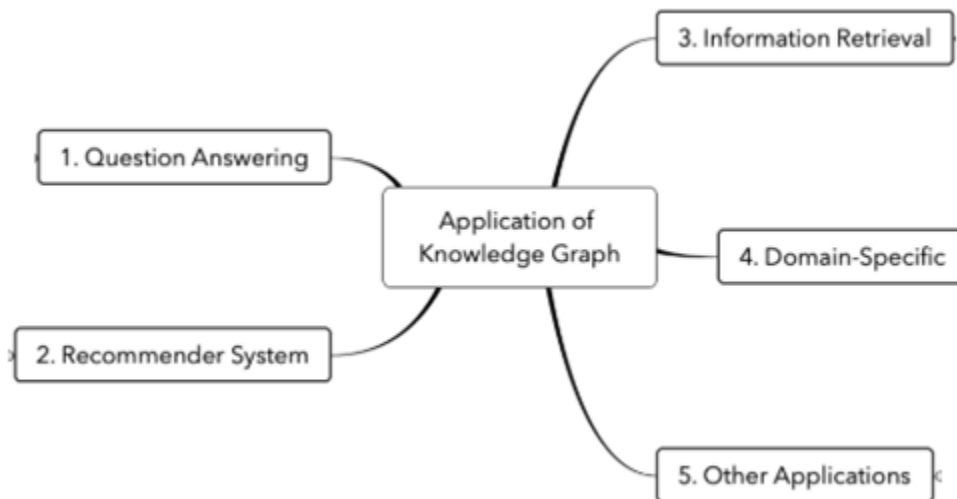 3. Information Retrieval
1. Question Answering
Application of
Knowledge Graph
4. Domain-Specific
2. Recommender System
5. Other Applications